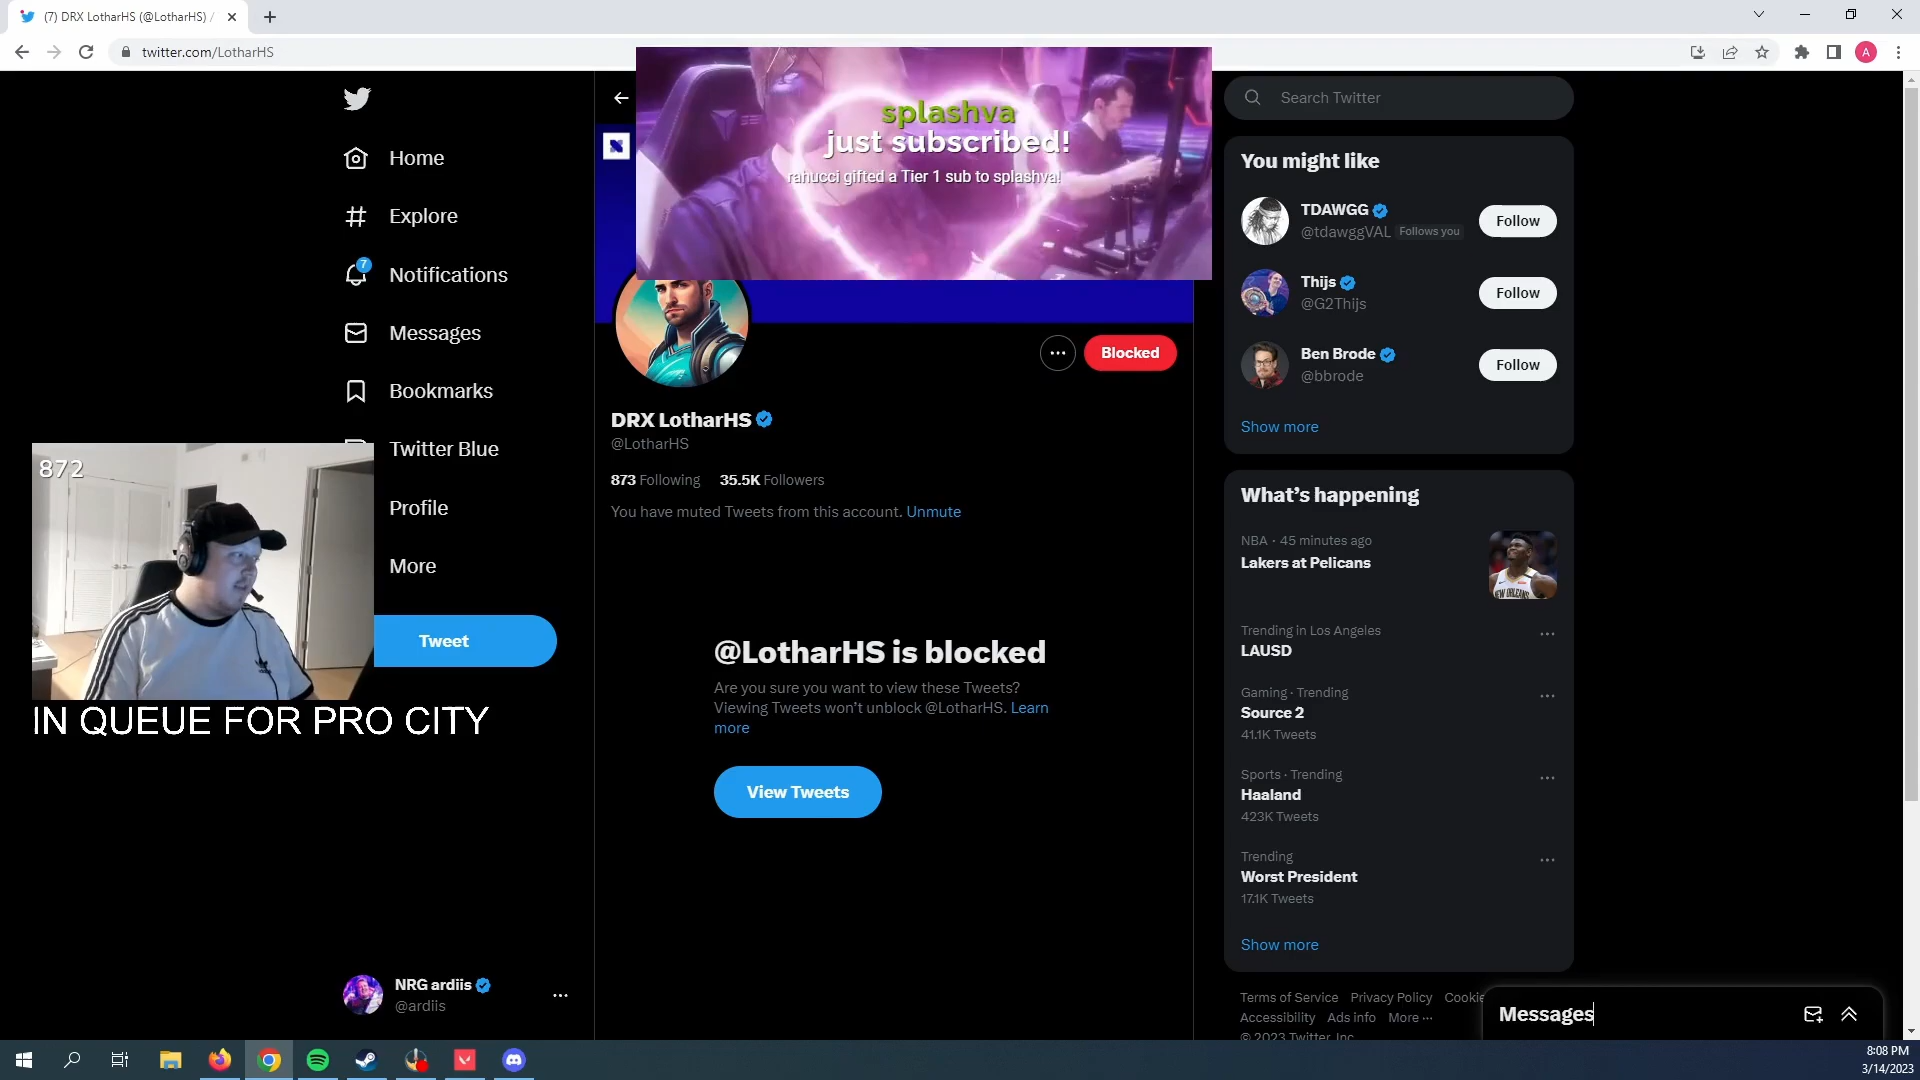 (7) DRX LotharHS (@LotharHS) /
twitter.com/LotharHS
A
Home
Explore
7
Notifications
Messages
Bookmarks
Twitter Blue
Profile
More
Tweet
872
IN QUEUE FOR PRO CITY
NRG ardiis
@ardiis
splashva
just subscribed!
rahucci gifted a Tier 1 sub to splashva!
Blocked
DRX LotharHS
@LotharHS
873 Following 35.5K Followers
You have muted Tweets from this account. Unmute
@LotharHS is blocked
Are you sure you want to view these Tweets?
Viewing Tweets won’t unblock @LotharHS. Learn
more
View Tweets
Search Twitter
You might like
TDAWGG
@tdawggVAL Follows you
Follow
Thijs
@G2Thijs
Follow
Ben Brode
@bbrode
Follow
Show more
What’s happening
NBA · 45 minutes ago
Lakers at Pelicans
NEW ORLEANS
Trending in Los Angeles
LAUSD
Gaming · Trending
Source 2
41.1K Tweets
Sports · Trending
Haaland
423K Tweets
Trending
Worst President
17.1K Tweets
Show more
Terms of Service Privacy Policy Cookie
Accessibility Ads info More ···
© 2023 Twitter, Inc.
Messages
8:08 PM
3/14/2023